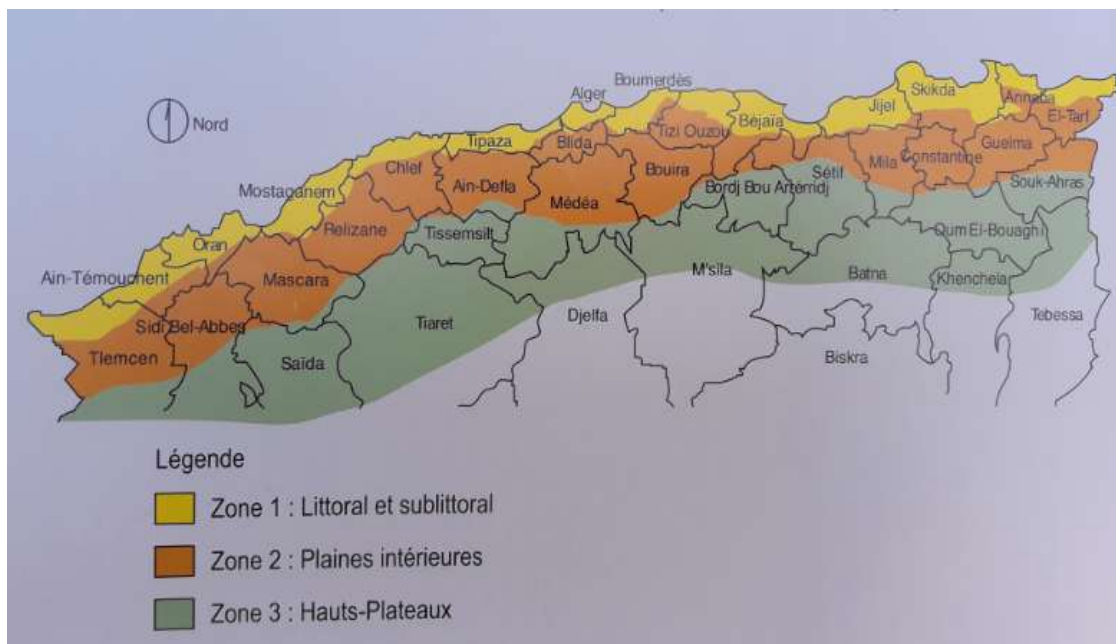 Nord
Boumerdès
Alger
Skikda
Annaba
Jijel
El-Tarf
Tipaza
Blida
Tizi Ouzou
Béjaïa
Chlef
Ain-Defla
Bouira
Mila
Constantine
Guelma
Sétif
Bordj Bou Arréridj
Souk-Ahras
Mostaganem
Médéa
Relizane
Tissemsilt
Oran
Oum El-Bouaghi
Ain-Témouchent
Mascara
M'sila
Batna
Khenchela
Sidi Bel-Abbes
Tiaret
Djelfa
Tebessa
Tlemcen
Saïda
Biskra
Légende
Zone 1 : Littoral et sublittoral
Zone 2 : Plaines intérieures
Zone 3 : Hauts-Plateaux